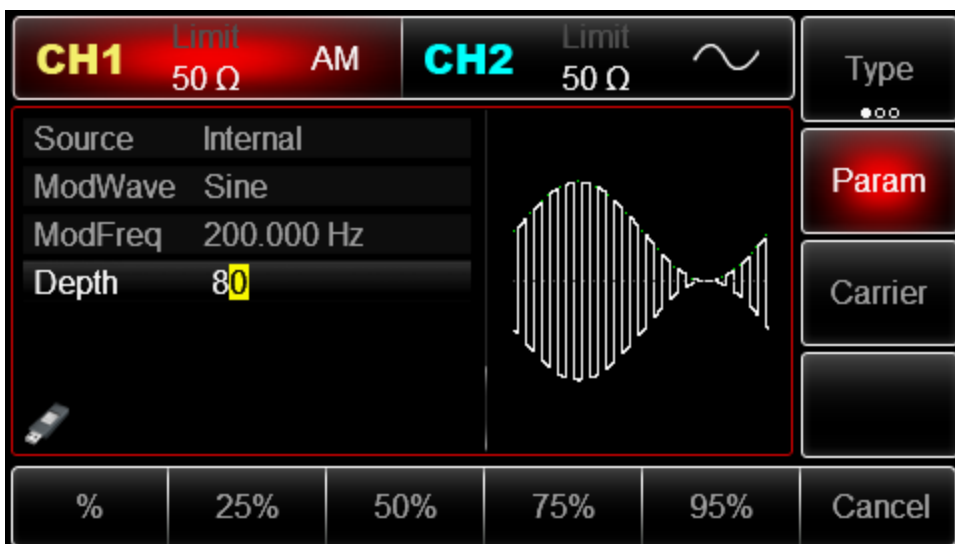 CH1 Limit 50 Ω AM
CH2 Limit 50 Ω
Type
Source Internal
ModWave Sine
ModFreq 200.000 Hz
Depth 80
Param
Carrier
% 25% 50% 75% 95% Cancel